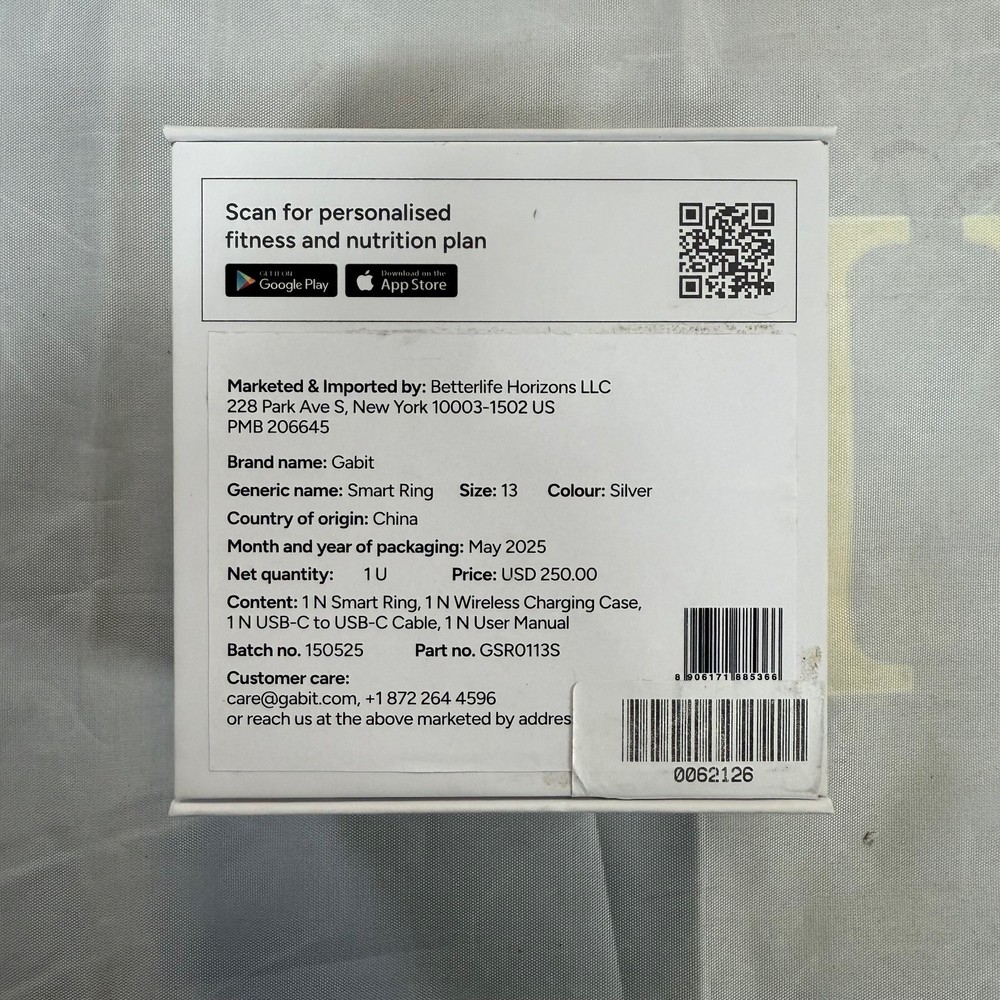 Scan for personalised
fitness and nutrition plan
GET IT ON
Google Play
Download on the
App Store
Marketed & Imported by: Betterlife Horizons LLC
228 Park Ave S, New York 10003-1502 US
PMB 206645
Brand name: Gabit
Generic name: Smart Ring Size: 13 Colour: Silver
Country of origin: China
Month and year of packaging: May 2025
Net quantity: 1 U Price: USD 250.00
Content: 1 N Smart Ring, 1 N Wireless Charging Case,
1 N USB-C to USB-C Cable, 1 N User Manual
Batch no. 150525 Part no. GSR0113S
Customer care:
care@gabit.com, +1 872 264 4596
or reach us at the above marketed by addres
8 906171 885366
0062126